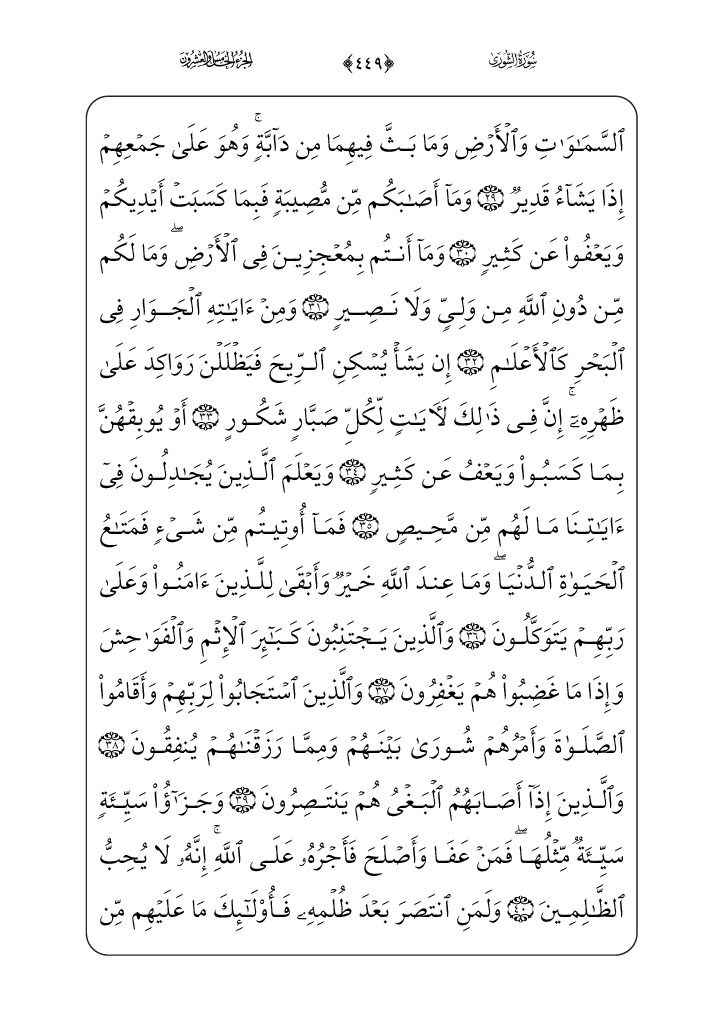 سُورَةُ الشُّورَىٰ ﴿٤٤٩﴾ الجُزْءُ الخَامِسُ وَالعِشْرُونَ
ٱلسَّمَٰوَٰتِ وَٱلْأَرْضِ وَمَا بَثَّ فِيهِمَا مِن دَآبَّةٍۚ وَهُوَ عَلَىٰ جَمْعِهِمْ
إِذَا يَشَآءُ قَدِيرٌ ٢٩ وَمَآ أَصَٰبَكُم مِّن مُّصِيبَةٍ فَبِمَا كَسَبَتْ أَيْدِيكُمْ
وَيَعْفُوا۟ عَن كَثِيرٍ ٣٠ وَمَآ أَنتُم بِمُعْجِزِينَ فِى ٱلْأَرْضِۖ وَمَا لَكُم
مِّن دُونِ ٱللَّهِ مِن وَلِىٍّ وَلَا نَصِيرٍ ٣١ وَمِنْ ءَايَٰتِهِ ٱلْجَوَارِ فِى
ٱلْبَحْرِ كَٱلْأَعْلَٰمِ ٣٢ إِن يَشَأْ يُسْكِنِ ٱلرِّيحَ فَيَظْلَلْنَ رَوَاكِدَ عَلَىٰ
ظَهْرِهِۦٓۚ إِنَّ فِى ذَٰلِكَ لَءَايَٰتٍ لِّكُلِّ صَبَّارٍ شَكُورٍ ٣٣ أَوْ يُوبِقْهُنَّ
بِمَا كَسَبُوا۟ وَيَعْفُ عَن كَثِيرٍ ٣٤ وَيَعْلَمَ ٱلَّذِينَ يُجَٰدِلُونَ فِىٓ
ءَايَٰتِنَا مَا لَهُم مِّن مَّحِيصٍ ٣٥ فَمَآ أُوتِيتُم مِّن شَىْءٍ فَمَتَٰعُ
ٱلْحَيَوٰةِ ٱلدُّنْيَاۖ وَمَا عِندَ ٱللَّهِ خَيْرٌ وَأَبْقَىٰ لِلَّذِينَ ءَامَنُوا۟ وَعَلَىٰ
رَبِّهِمْ يَتَوَكَّلُونَ ٣٦ وَٱلَّذِينَ يَجْتَنِبُونَ كَبَٰٓئِرَ ٱلْإِثْمِ وَٱلْفَوَٰحِشَ
وَإِذَا مَا غَضِبُوا۟ هُمْ يَغْفِرُونَ ٣٧ وَٱلَّذِينَ ٱسْتَجَابُوا۟ لِرَبِّهِمْ وَأَقَامُوا۟
ٱلصَّلَوٰةَ وَأَمْرُهُمْ شُورَىٰ بَيْنَهُمْ وَمِمَّا رَزَقْنَٰهُمْ يُنفِقُونَ ٣٨
وَٱلَّذِينَ إِذَآ أَصَابَهُمُ ٱلْبَغْىُ هُمْ يَنتَصِرُونَ ٣٩ وَجَزَٰٓؤُا۟ سَيِّئَةٍ
سَيِّئَةٌ مِّثْلُهَاۖ فَمَنْ عَفَا وَأَصْلَحَ فَأَجْرُهُۥ عَلَى ٱللَّهِۚ إِنَّهُۥ لَا يُحِبُّ
ٱلظَّٰلِمِينَ ٤٠ وَلَمَنِ ٱنتَصَرَ بَعْدَ ظُلْمِهِۦ فَأُو۟لَٰٓئِكَ مَا عَلَيْهِم مِّن